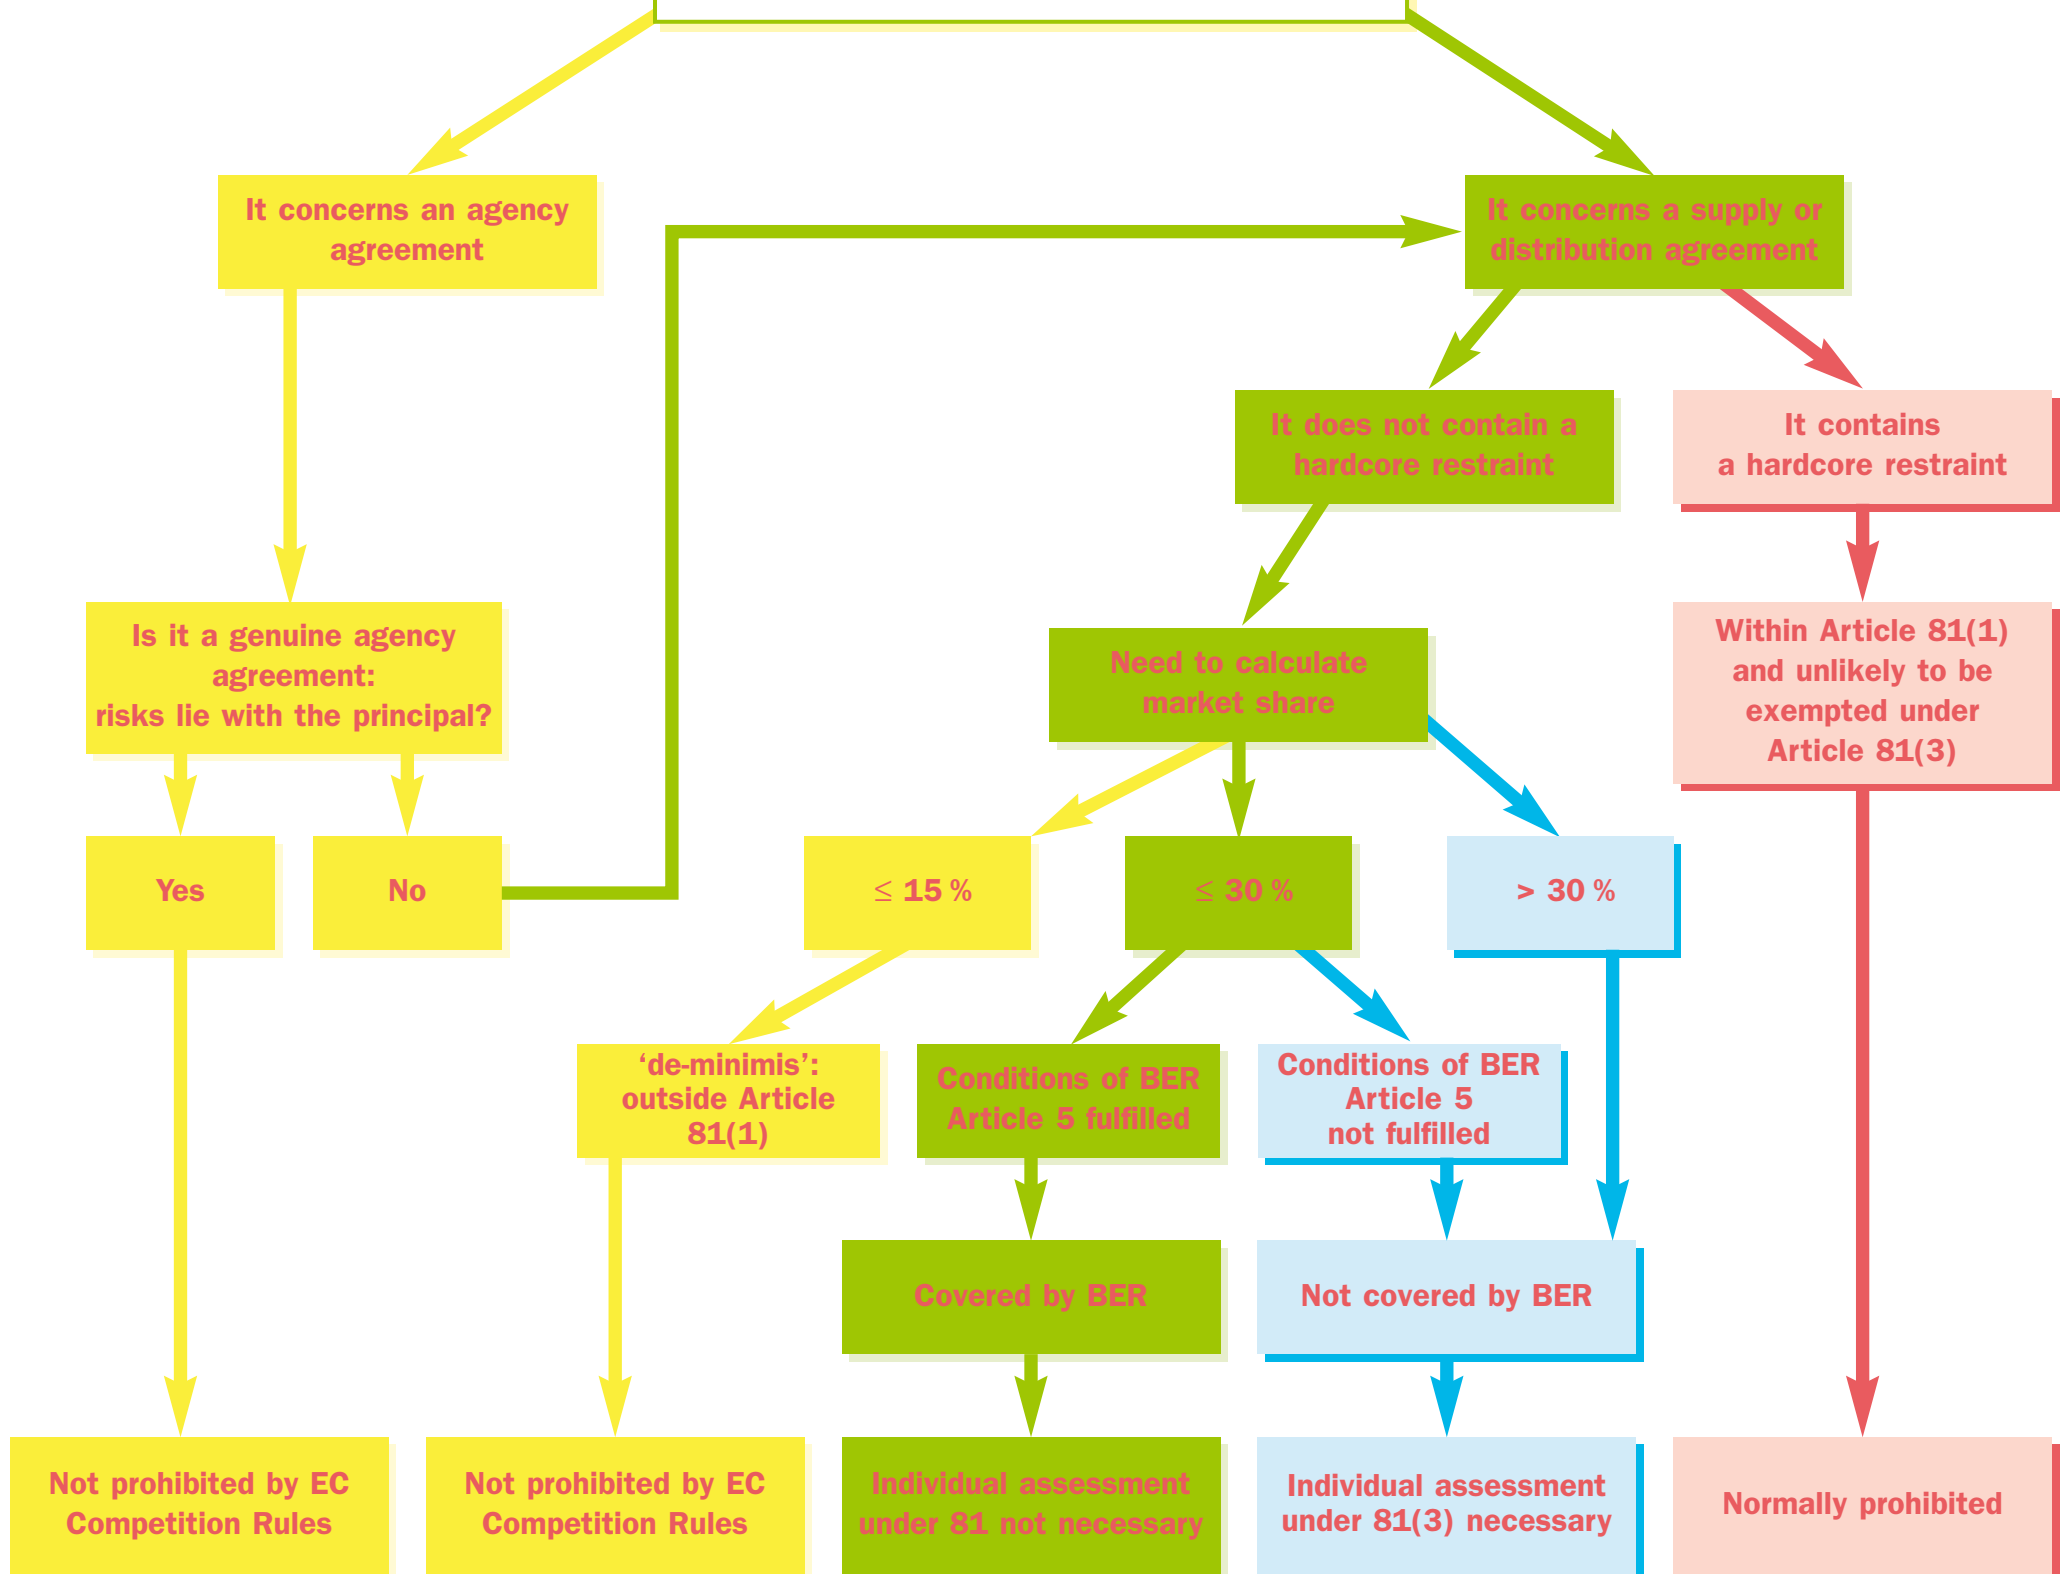 It concerns an agency
agreement
It concerns a supply or
distribution agreement
It does not contain a
hardcore restraint
It contains
a hardcore restraint
Is it a genuine agency
agreement:
risks lie with the principal?
Need to calculate
market share
Within Article 81(1)
and unlikely to be
exempted under
Article 81(3)
Yes
No
≤ 15 %
≤ 30 %
> 30 %
‘de-minimis’:
outside Article
81(1)
Conditions of BER
Article 5 fulfilled
Conditions of BER
Article 5
not fulfilled
Covered by BER
Not covered by BER
Not prohibited by EC
Competition Rules
Not prohibited by EC
Competition Rules
Individual assessment
under 81 not necessary
Individual assessment
under 81(3) necessary
Normally prohibited